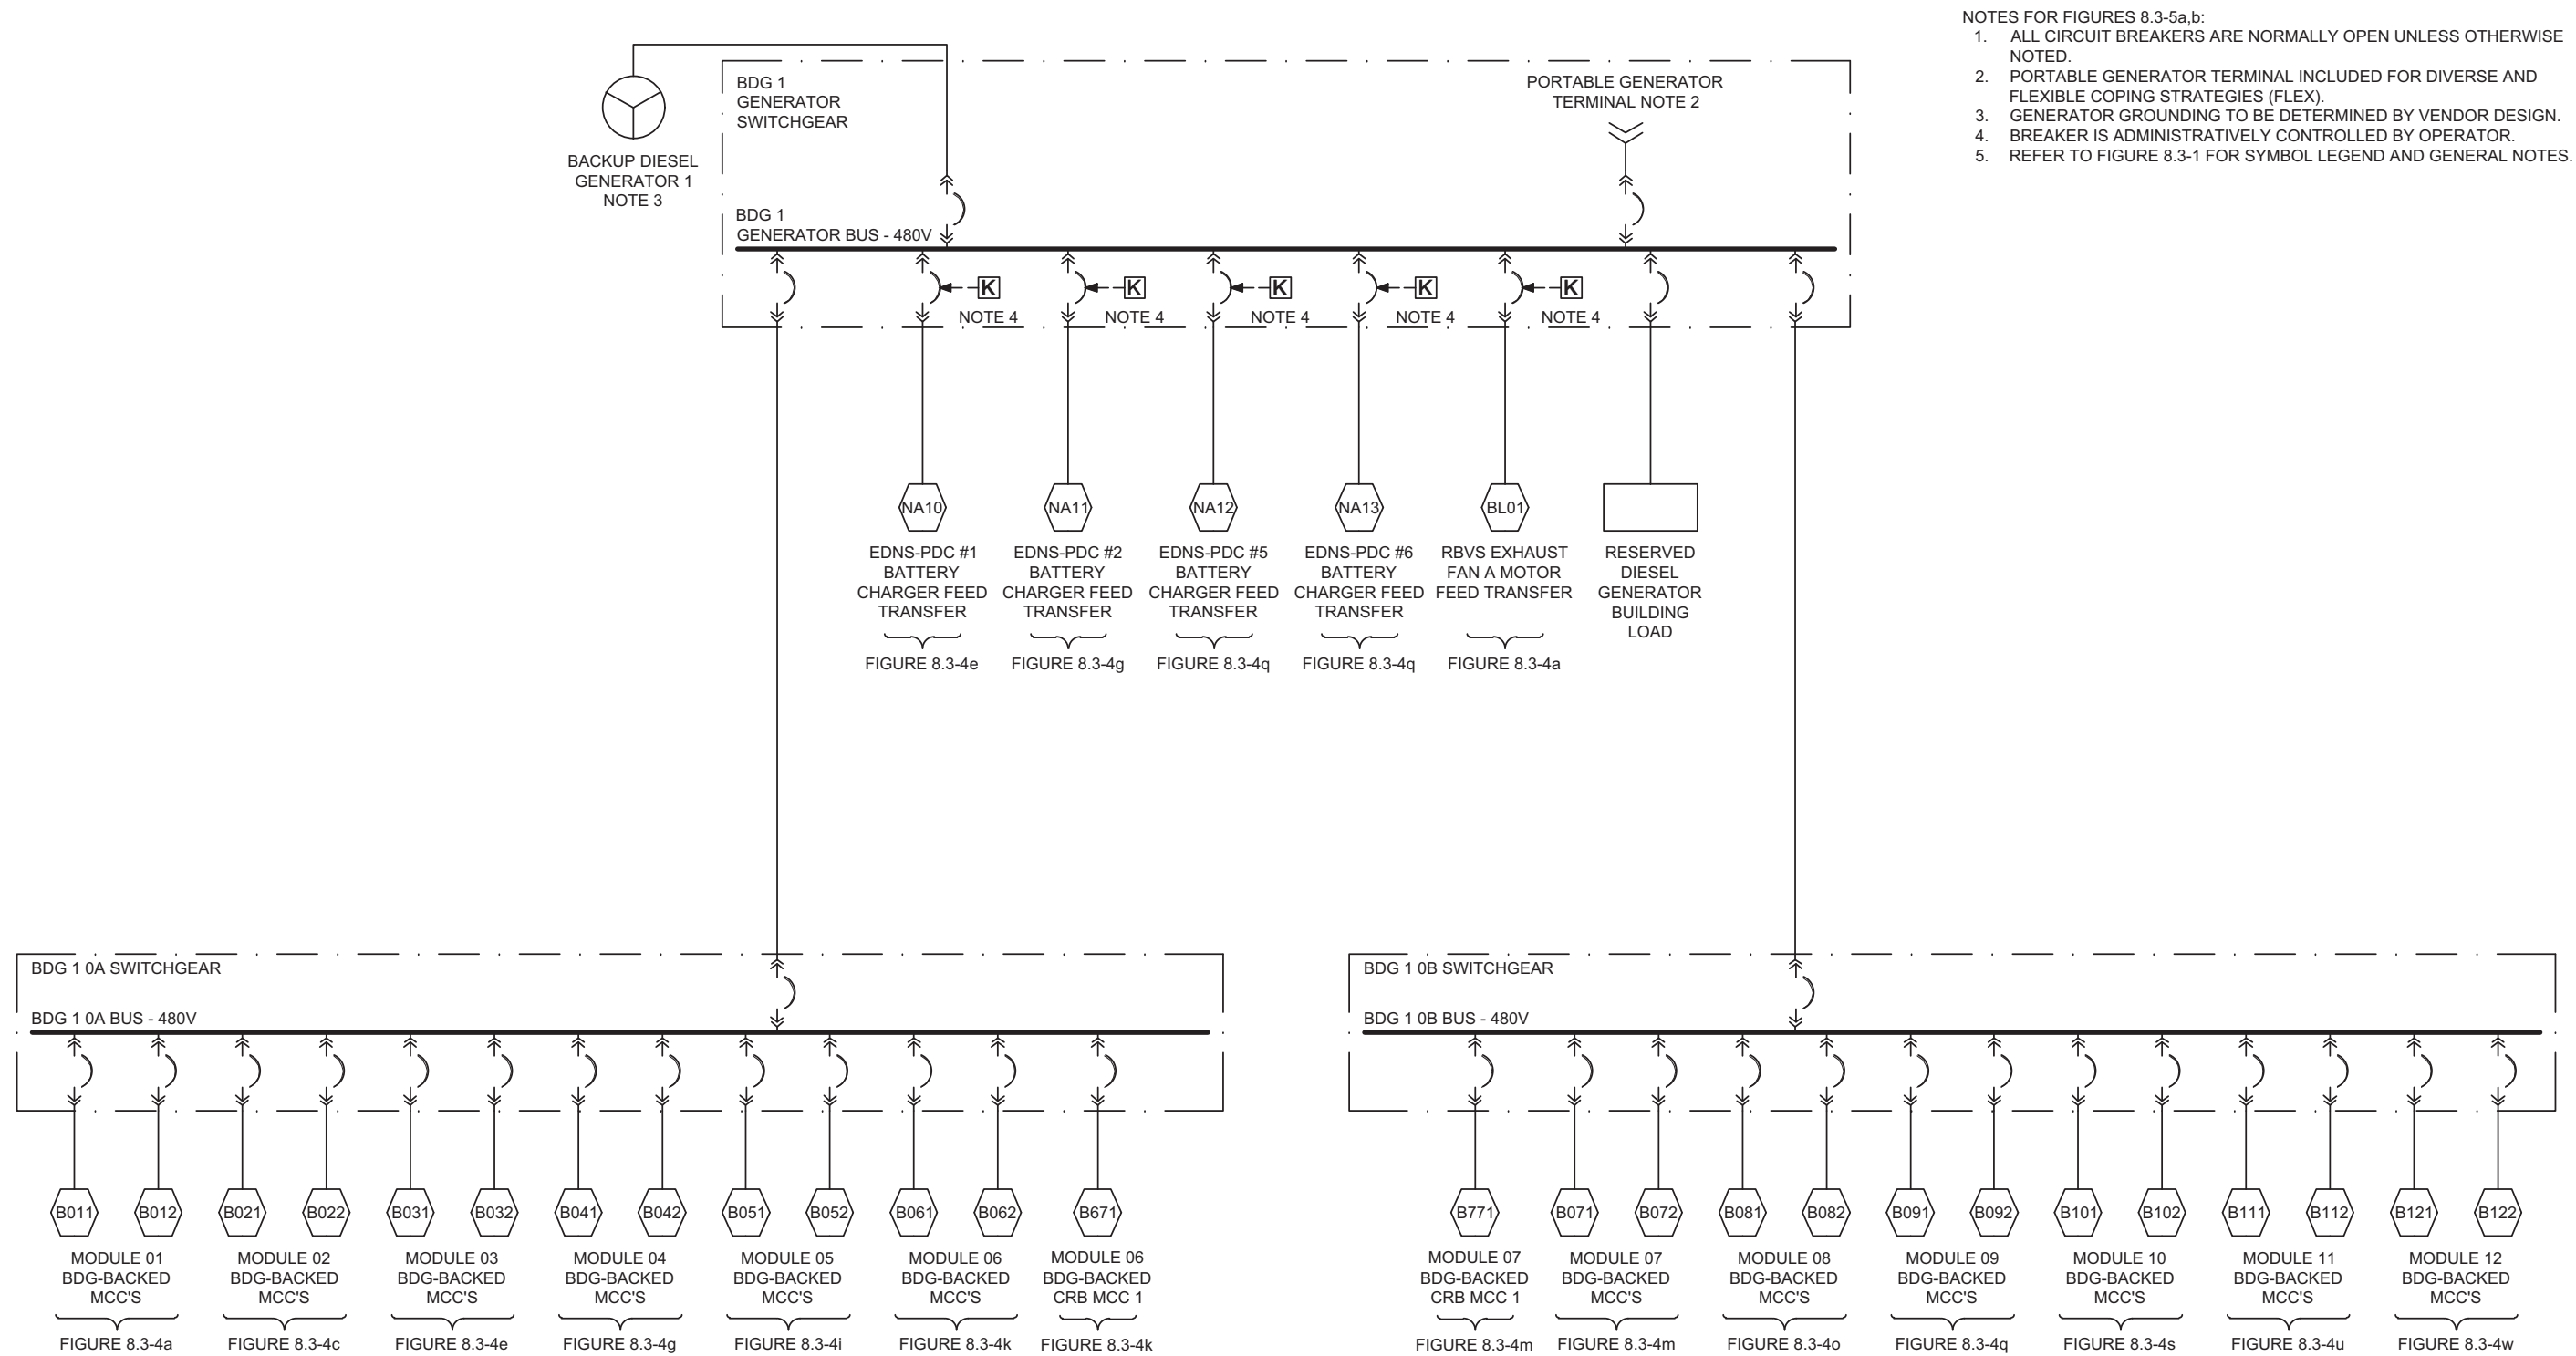 NOTES FOR FIGURES 8.3-5a,b:
1. ALL CIRCUIT BREAKERS ARE NORMALLY OPEN UNLESS OTHERWISE
NOTED.
2. PORTABLE GENERATOR TERMINAL INCLUDED FOR DIVERSE AND
FLEXIBLE COPING STRATEGIES (FLEX).
3. GENERATOR GROUNDING TO BE DETERMINED BY VENDOR DESIGN.
4. BREAKER IS ADMINISTRATIVELY CONTROLLED BY OPERATOR.
5. REFER TO FIGURE 8.3-1 FOR SYMBOL LEGEND AND GENERAL NOTES.
BACKUP DIESEL
GENERATOR 1
NOTE 3
BDG 1
GENERATOR
SWITCHGEAR
PORTABLE GENERATOR
TERMINAL NOTE 2
BDG 1
GENERATOR BUS - 480V
K
NOTE 4
K
NOTE 4
K
NOTE 4
K
NOTE 4
K
NOTE 4
NA10
EDNS-PDC #1
BATTERY
CHARGER FEED
TRANSFER
FIGURE 8.3-4e
NA11
EDNS-PDC #2
BATTERY
CHARGER FEED
TRANSFER
FIGURE 8.3-4g
NA12
EDNS-PDC #5
BATTERY
CHARGER FEED
TRANSFER
FIGURE 8.3-4q
NA13
EDNS-PDC #6
BATTERY
CHARGER FEED
TRANSFER
FIGURE 8.3-4q
BL01
RBVS EXHAUST
FAN A MOTOR
FEED TRANSFER
FIGURE 8.3-4a
RESERVED
DIESEL
GENERATOR
BUILDING
LOAD
BDG 1 0A SWITCHGEAR
BDG 1 0A BUS - 480V
B011 B012
MODULE 01
BDG-BACKED
MCC'S
FIGURE 8.3-4a
B021 B022
MODULE 02
BDG-BACKED
MCC'S
FIGURE 8.3-4c
B031 B032
MODULE 03
BDG-BACKED
MCC'S
FIGURE 8.3-4e
B041 B042
MODULE 04
BDG-BACKED
MCC'S
FIGURE 8.3-4g
B051 B052
MODULE 05
BDG-BACKED
MCC'S
FIGURE 8.3-4i
B061 B062
MODULE 06
BDG-BACKED
MCC'S
FIGURE 8.3-4k
B671
MODULE 06
BDG-BACKED
CRB MCC 1
FIGURE 8.3-4k
BDG 1 0B SWITCHGEAR
BDG 1 0B BUS - 480V
B771
MODULE 07
BDG-BACKED
CRB MCC 1
FIGURE 8.3-4m
B071 B072
MODULE 07
BDG-BACKED
MCC'S
FIGURE 8.3-4m
B081 B082
MODULE 08
BDG-BACKED
MCC'S
FIGURE 8.3-4o
B091 B092
MODULE 09
BDG-BACKED
MCC'S
FIGURE 8.3-4q
B101 B102
MODULE 10
BDG-BACKED
MCC'S
FIGURE 8.3-4s
B111 B112
MODULE 11
BDG-BACKED
MCC'S
FIGURE 8.3-4u
B121 B122
MODULE 12
BDG-BACKED
MCC'S
FIGURE 8.3-4w